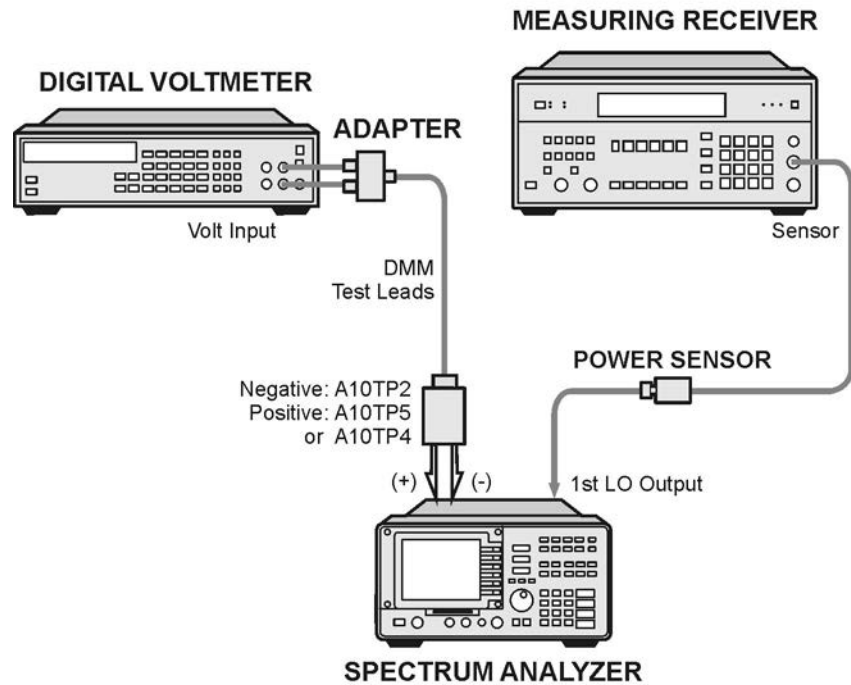 MEASURING RECEIVER
DIGITAL VOLTMETER
ADAPTER
Volt Input
Sensor
DMM
Test Leads
POWER SENSOR
Negative: A10TP2
Positive: A10TP5
or A10TP4
(+)
(-)
1st LO Output
SPECTRUM ANALYZER